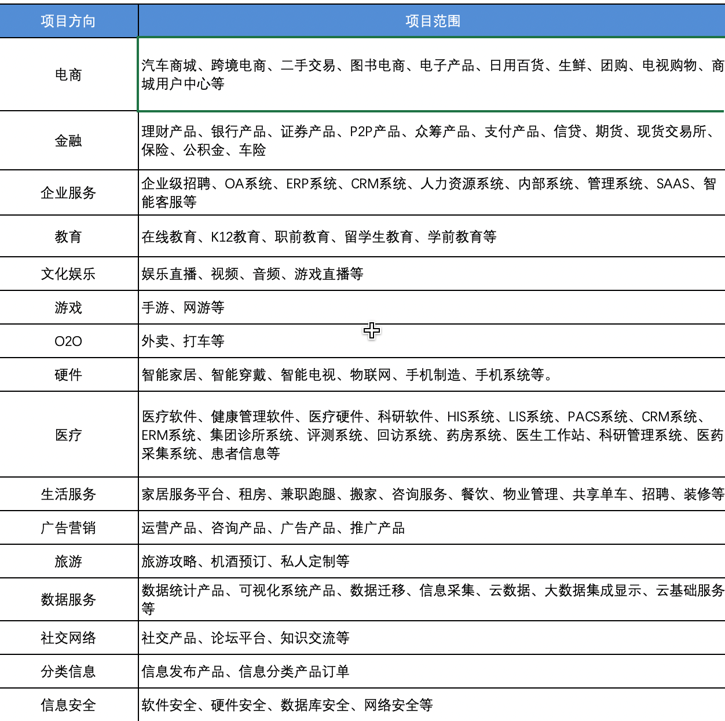 项目方向
项目范围
电商
汽车商城、跨境电商、二手交易、图书电商、电子产品、日用百货、生鲜、团购、电视购物、商
城用户中心等
金融
理财产品、银行产品、证券产品、P2P产品、众筹产品、支付产品、信贷、期货、现货交易所、
保险、公积金、车险
企业服务
企业级招聘、OA系统、ERP系统、CRM系统、人力资源系统、内部系统、管理系统、SAAS、智
能客服等
教育
在线教育、K12教育、职前教育、留学生教育、学前教育等
文化娱乐
娱乐直播、视频、音频、游戏直播等
游戏
手游、网游等
O2O
外卖、打车等
硬件
智能家居、智能穿戴、智能电视、物联网、手机制造、手机系统等。
医疗
医疗软件、健康管理软件、医疗硬件、科研软件、HIS系统、LIS系统、PACS系统、CRM系统、
ERM系统、集团诊所系统、评测系统、回访系统、药房系统、医生工作站、科研管理系统、医药
采集系统、患者信息等
生活服务
家居服务平台、租房、兼职跑腿、搬家、咨询服务、餐饮、物业管理、共享单车、招聘、装修等
广告营销
运营产品、咨询产品、广告产品、推广产品
旅游
旅游攻略、机酒预订、私人定制等
数据服务
数据统计产品、可视化系统产品、数据迁移、信息采集、云数据、大数据集成显示、云基础服务
等
社交网络
社交产品、论坛平台、知识交流等
分类信息
信息发布产品、信息分类产品订单
信息安全
软件安全、硬件安全、数据库安全、网络安全等